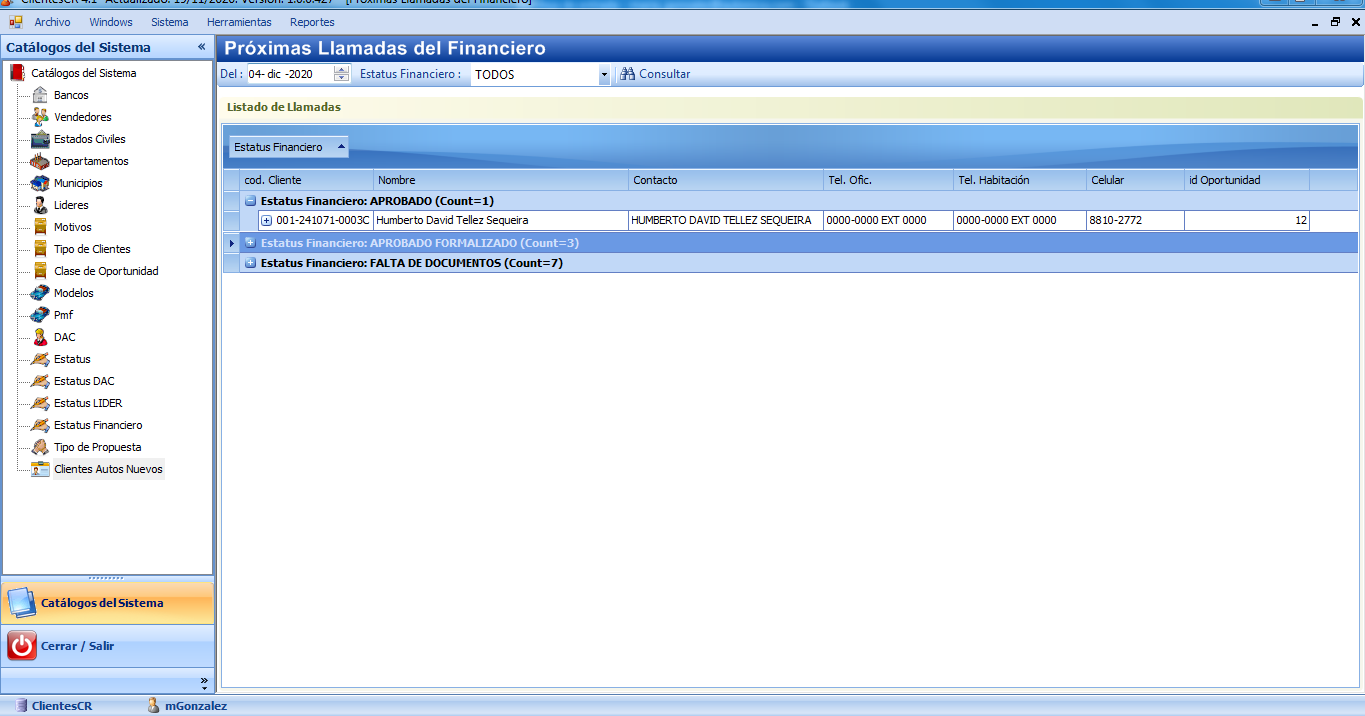 ClientesCR 4.1 Actualizado: 19/11/2020. Versión: 1.0.0.427 - [Próximas Llamadas del Financiero]
Archivo Windows Sistema Herramientas Reportes
Catálogos del Sistema «
Catálogos del Sistema
Bancos
Vendedores
Estados Civiles
Departamentos
Municipios
Lideres
Motivos
Tipo de Clientes
Clase de Oportunidad
Modelos
Pmf
DAC
Estatus
Estatus DAC
Estatus LIDER
Estatus Financiero
Tipo de Propuesta
Clientes Autos Nuevos
Catálogos del Sistema
Cerrar / Salir
Próximas Llamadas del Financiero
Del : 04- dic -2020 Estatus Financiero : TODOS Consultar
Listado de Llamadas
Estatus Financiero
cod. Cliente Nombre Contacto Tel. Ofic. Tel. Habitación Celular id Oportunidad
Estatus Financiero: APROBADO (Count=1)
001-241071-0003C Humberto David Tellez Sequeira HUMBERTO DAVID TELLEZ SEQUEIRA 0000-0000 EXT 0000 0000-0000 EXT 0000 8810-2772 12
Estatus Financiero: APROBADO FORMALIZADO (Count=3)
Estatus Financiero: FALTA DE DOCUMENTOS (Count=7)
ClientesCR mGonzalez